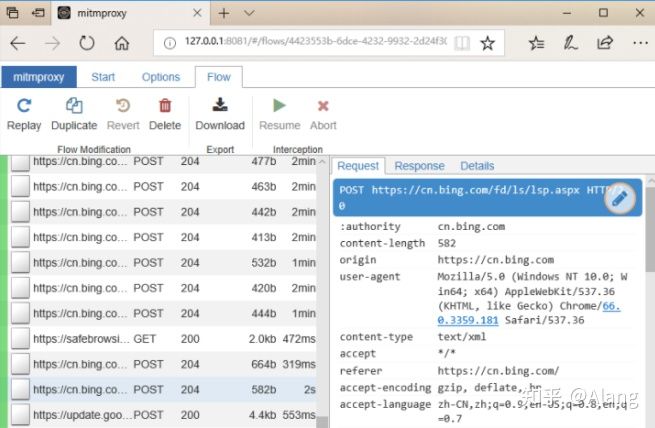 mitmproxy
127.0.0.1:8081/#/flows/4423553b-6dce-4232-9932-2d24f30
mitmproxy Start Options Flow
Replay Duplicate Revert Delete Download Resume Abort
Flow Modification Export Interception
https://cn.bing.co... POST 204 477b 2min
https://cn.bing.co... POST 204 463b 2min
https://cn.bing.co... POST 204 442b 2min
https://cn.bing.co... POST 204 413b 2min
https://cn.bing.co... POST 204 532b 1min
https://cn.bing.co... POST 204 420b 2min
https://cn.bing.co... POST 204 444b 1min
https://safebrowsi... GET 200 2.0kb 472ms
https://cn.bing.co... POST 204 664b 319ms
https://cn.bing.co... POST 204 582b 2s
https://update.goo... POST 200 4.4kb 553ms
Request Response Details
POST https://cn.bing.com/fd/ls/lsp.aspx HTTP/2.
0
:authority cn.bing.com
content-length 582
origin https://cn.bing.com
user-agent Mozilla/5.0 (Windows NT 10.0; W
in64; x64) AppleWebKit/537.36
(KHTML, like Gecko) Chrome/66.
0.3359.181 Safari/537.36
content-type text/xml
accept */*
referer https://cn.bing.com/
accept-encoding gzip, deflate, br
accept-language zh-CN,zh;q=0.9,en-US;q=0.8,en;q
=0.7
知乎 @Alang